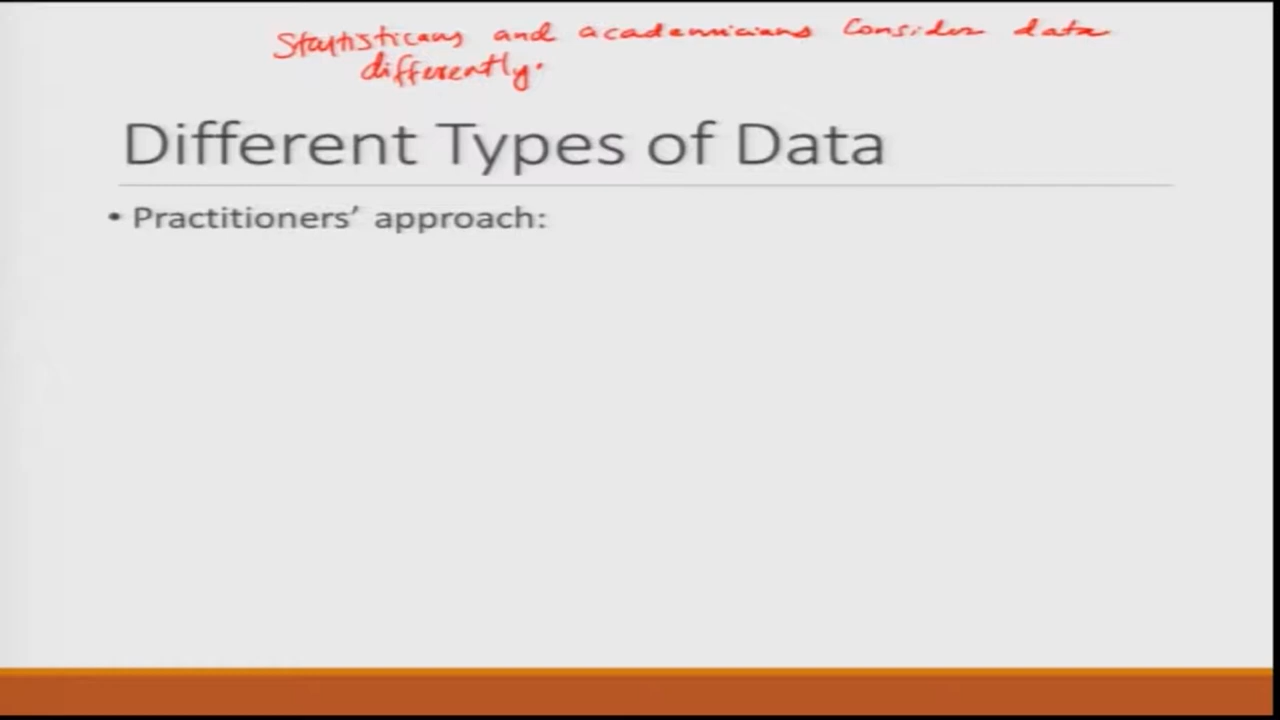 Statisticans and academicians consider data
differently.
Different Types of Data
• Practitioners’ approach: